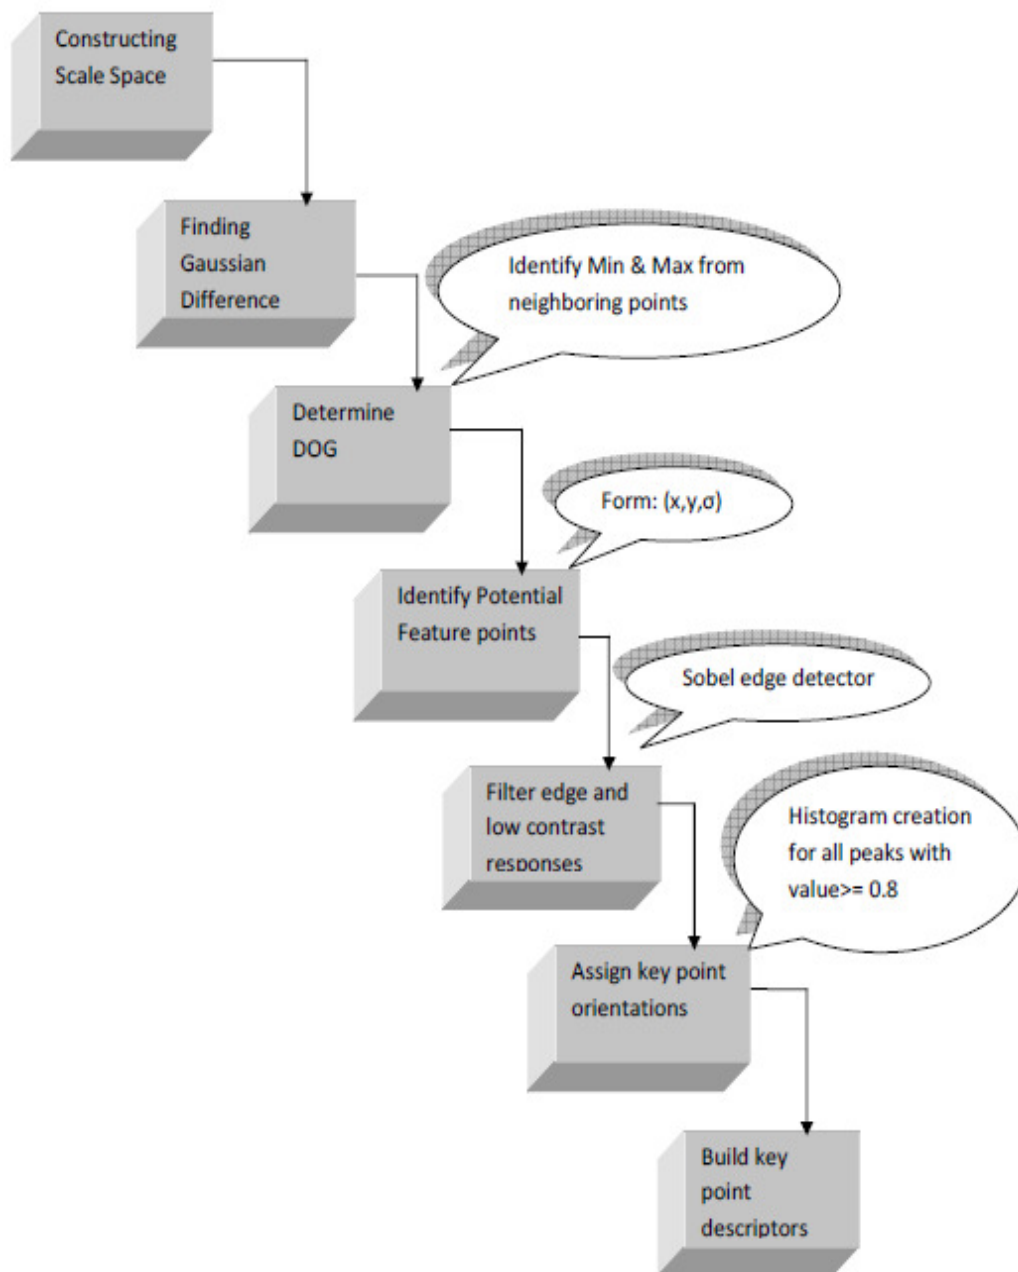 Constructing
Scale Space
Finding
Gaussian
Difference
Identify Min & Max from
neighboring points
Determine
DOG
Form: (x,y,σ)
Identify Potential
Feature points
Sobel edge detector
Filter edge and
low contrast
responses
Histogram creation
for all peaks with
value>= 0.8
Assign key point
orientations
Build key
point
descriptors